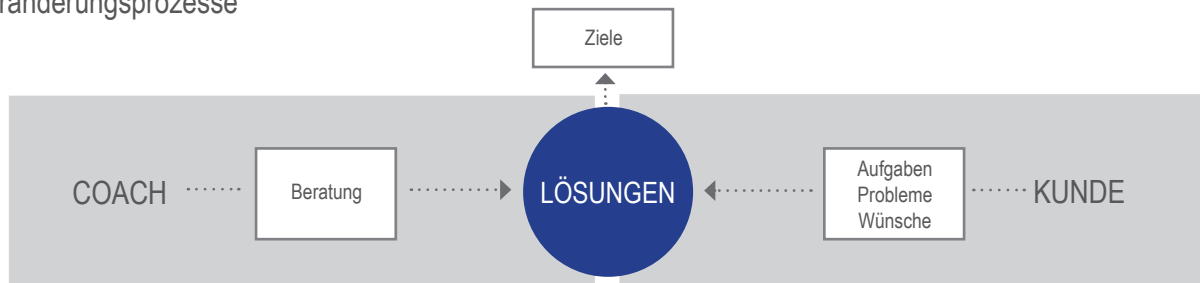 Ziele
COACH
Beratung
LÖSUNGEN
Aufgaben
Probleme
Wünsche
KUNDE